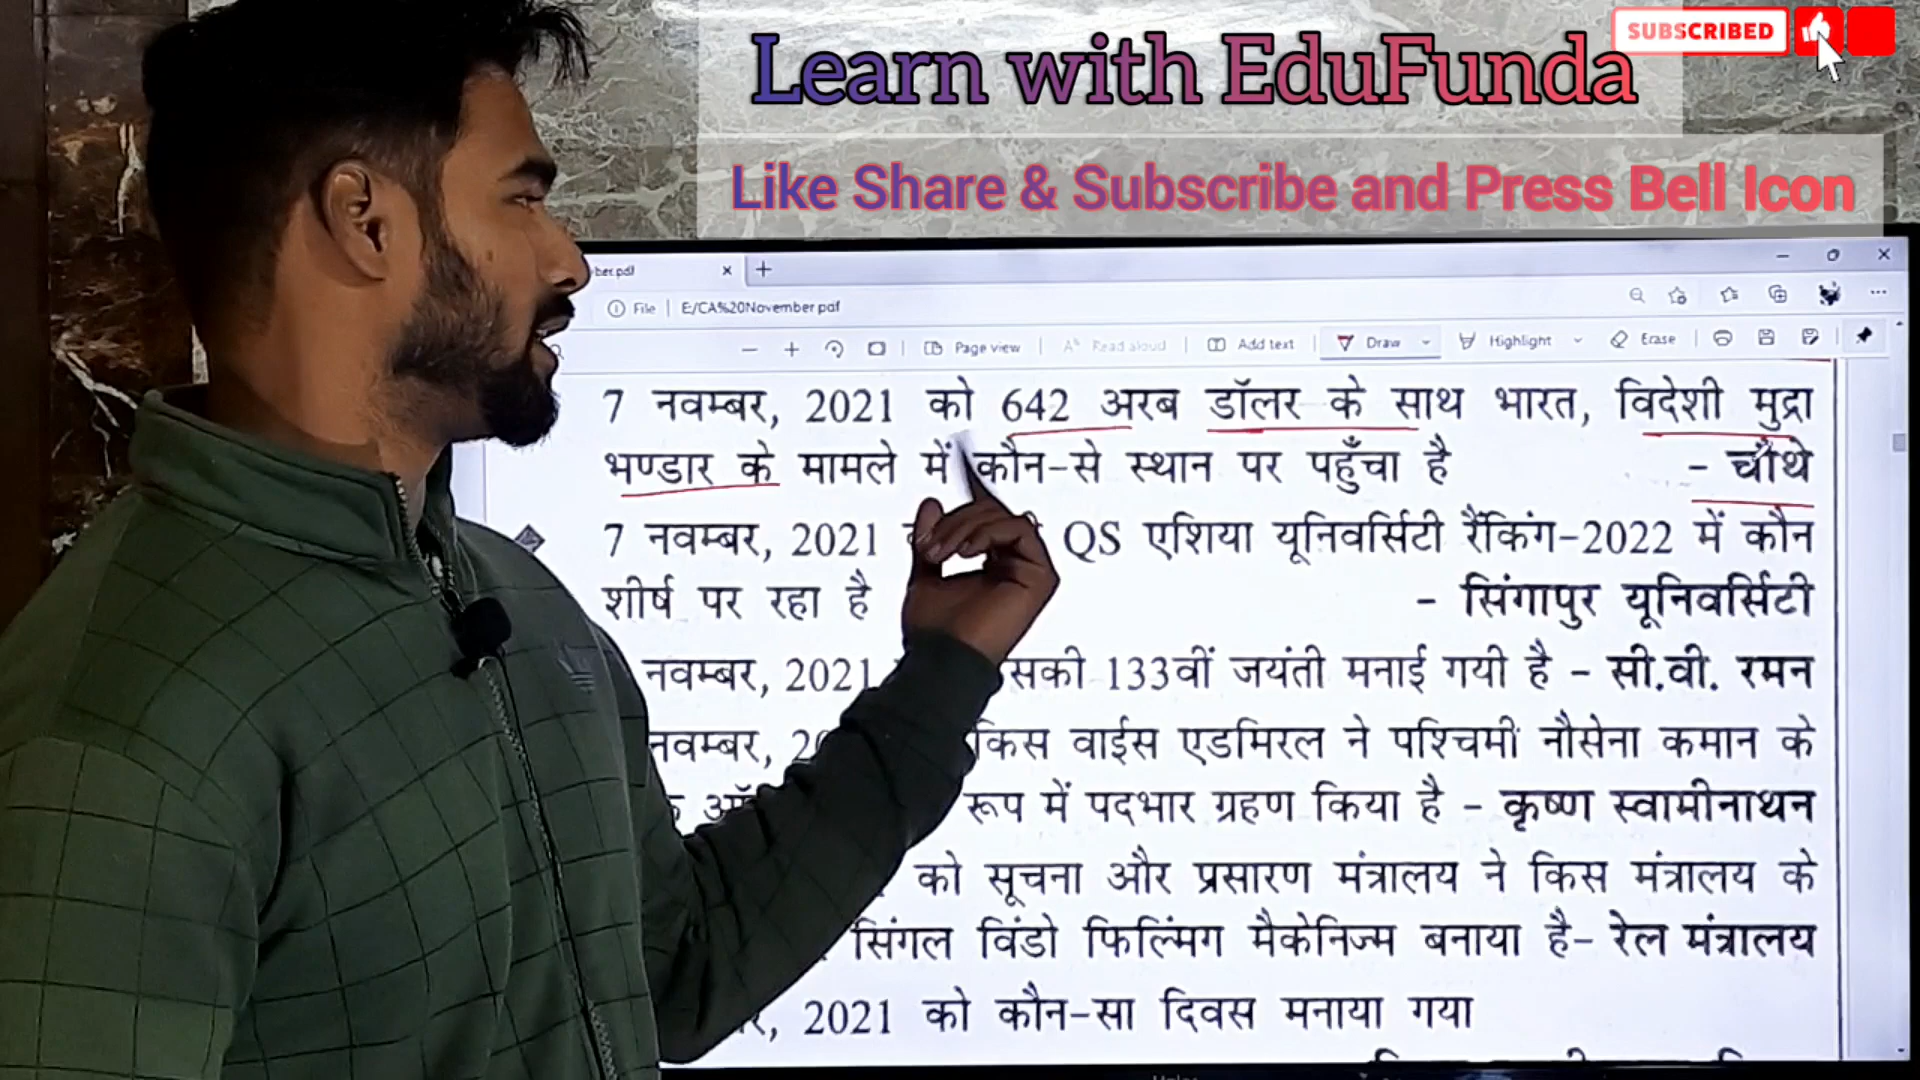 SUBSCRIBED
Learn with EduFunda
Like Share & Subscribe and Press Bell Icon
ber.pdf
File | E:/CA%20November.pdf
Page view | Read aloud | Add text | Draw Highlight Erase
7 नवम्बर, 2021 को 642 अरब डॉलर के साथ भारत, विदेशी मुद्रा
भण्डार के मामले में कौन-से स्थान पर पहुँचा है - चौथे
7 नवम्बर, 2021 QS एशिया यूनिवर्सिटी रैंकिंग-2022 में कौन
शीर्ष पर रहा है - सिंगापुर यूनिवर्सिटी
नवम्बर, 2021 133वीं जयंती मनाई गयी है - सी.वी. रमन
नवम्बर, किस वाईस एडमिरल ने पश्चिमी नौसेना कमान के
रूप में पदभार ग्रहण किया है - कृष्ण स्वामीनाथन
को सूचना और प्रसारण मंत्रालय ने किस मंत्रालय के
सिंगल विंडो फिल्मिंग मैकेनिज्म बनाया है- रेल मंत्रालय
2021 को कौन-सा दिवस मनाया गया